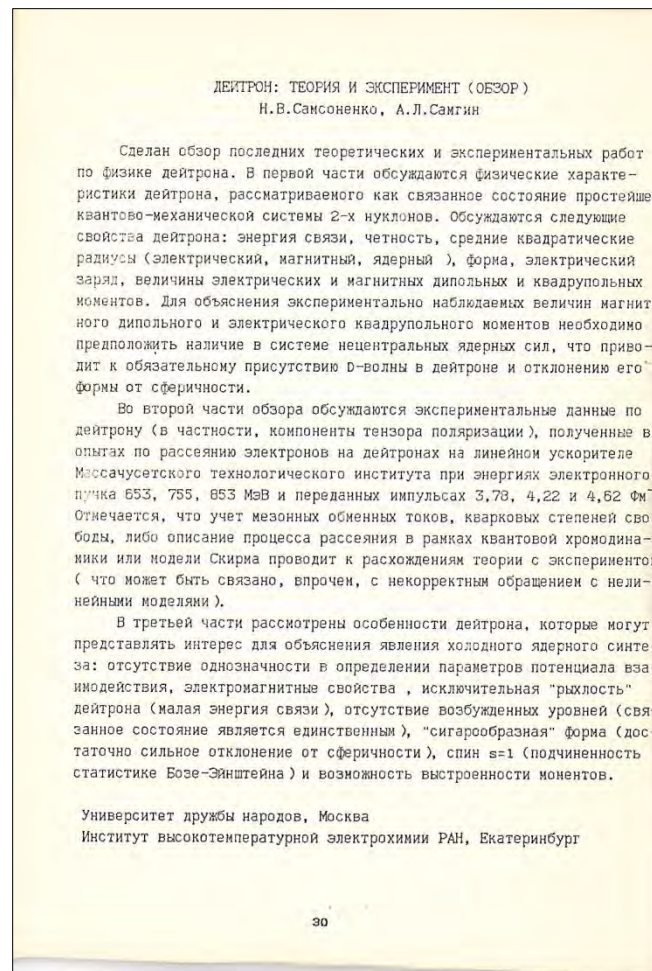 ДЕЙТРОН: ТЕОРИЯ И ЭКСПЕРИМЕНТ (ОБЗОР)
Н.В.Самсоненко, А.Л.Самгин
Сделан обзор последних теоретических и экспериментальных работ
по физике дейтрона. В первой части обсуждаются физические характе-
ристики дейтрона, рассматриваемого как связанное состояние простейше
квантово-механической системы 2-х нуклонов. Обсуждаются следующие
свойства дейтрона: энергия связи, четность, средние квадратические
радиусы (электрический, магнитный, ядерный ), форма, электрический
заряд, величины электрических и магнитных дипольных и квадрупольных
моментов. Для объяснения экспериментально наблюдаемых величин магнит
ного дипольного и электрического квадрупольного моментов необходимо
предположить наличие в системе нецентральных ядерных сил, что приво-
дит к обязательному присутствию D-волны в дейтроне и отклонению его
формы от сферичности.
Во второй части обзора обсуждаются экспериментальные данные по
дейтрону (в частности, компоненты тензора поляризации), полученные в
опытах по рассеянию электронов на дейтронах на линейном ускорителе
Массачусетского технологического института при энергиях электронного
пучка 653, 755, 853 МэВ и переданных импульсах 3,78, 4,22 и 4,62 Фм-
Отмечается, что учет мезонных обменных токов, кварковых степеней сво
боды, либо описание процесса рассеяния в рамках квантовой хромодина-
мики или модели Скирма проводит к расхождениям теории с эксперименто
( что может быть связано, впрочем, с некорректным обращением с нели-
нейными моделями ).
В третьей части рассмотрены особенности дейтрона, которые могут
представлять интерес для объяснения явления холодного ядерного синте
за: отсутствие однозначности в определении параметров потенциала вза
имодействия, электромагнитные свойства , исключительная "рыхлость"
дейтрона (малая энергия связи ), отсутствие возбужденных уровней (свя-
занное состояние является единственным ), "сигарообразная" форма (дос-
таточно сильное отклонение от сферичности ), спин s=1 (подчиненность
статистике Бозе-Эйнштейна ) и возможность выстроенности моментов.
Университет дружбы народов, Москва
Институт высокотемпературной электрохимии РАН, Екатеринбург
30